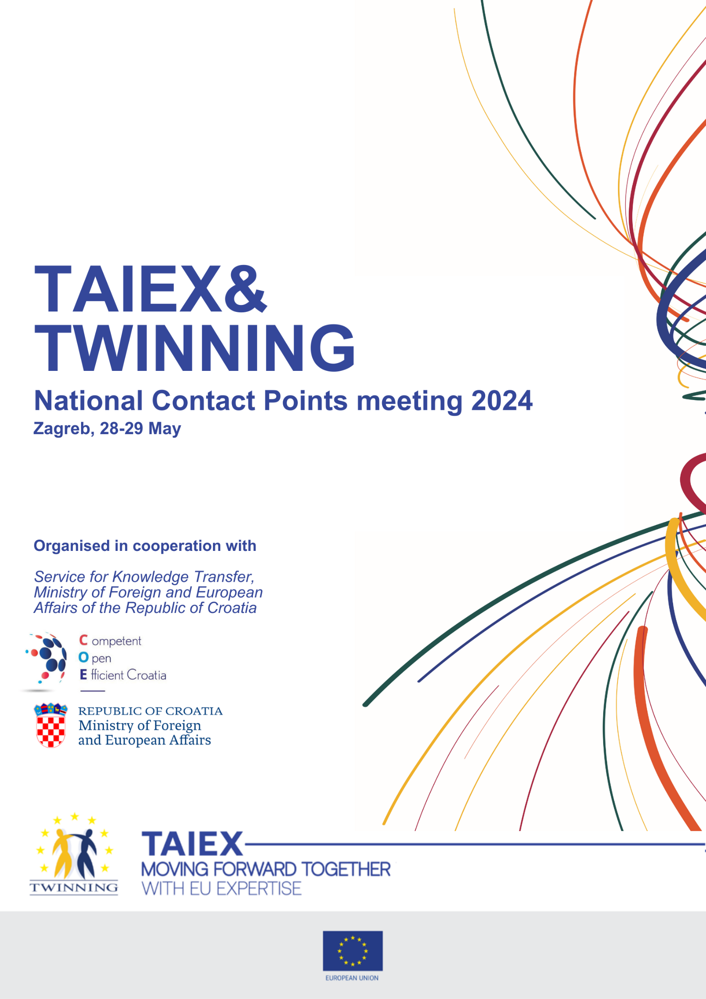 TAIEX&
TWINNING
National Contact Points meeting 2024
Zagreb, 28-29 May
Organised in cooperation with
Service for Knowledge Transfer,
Ministry of Foreign and European
Affairs of the Republic of Croatia
C ompetent
O pen
E fficient Croatia
REPUBLIC OF CROATIA
Ministry of Foreign
and European Affairs
TWINNING
TAIEX
MOVING FORWARD TOGETHER
WITH EU EXPERTISE
EUROPEAN UNION